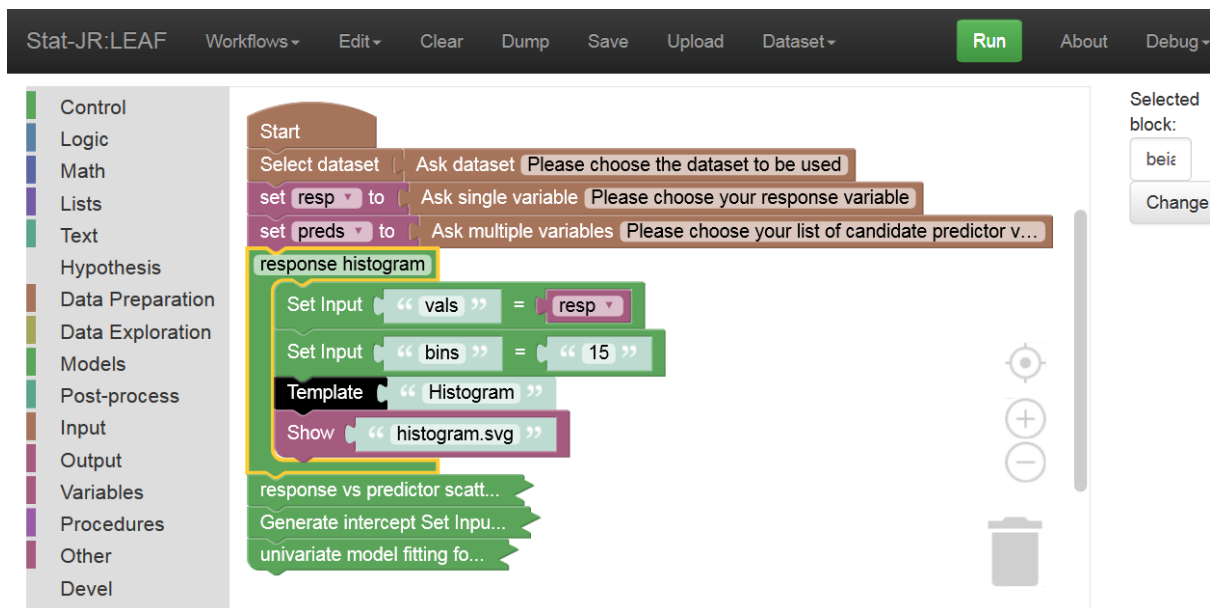 Stat-JR:LEAF Workflows Edit Clear Dump Save Upload Dataset Run About Debug
Control
Logic
Math
Lists
Text
Hypothesis
Data Preparation
Data Exploration
Models
Post-process
Input
Output
Variables
Procedures
Other
Devel
Start
Select dataset Ask dataset Please choose the dataset to be used
set resp to Ask single variable Please choose your response variable
set preds to Ask multiple variables Please choose your list of candidate predictor v...
response histogram
Set Input “ vals ” = resp
Set Input “ bins ” = “ 15 ”
Template “ Histogram ”
Show “ histogram.svg ”
response vs predictor scatt...
Generate intercept Set Inpu...
univariate model fitting fo...
Selected
block:
Change